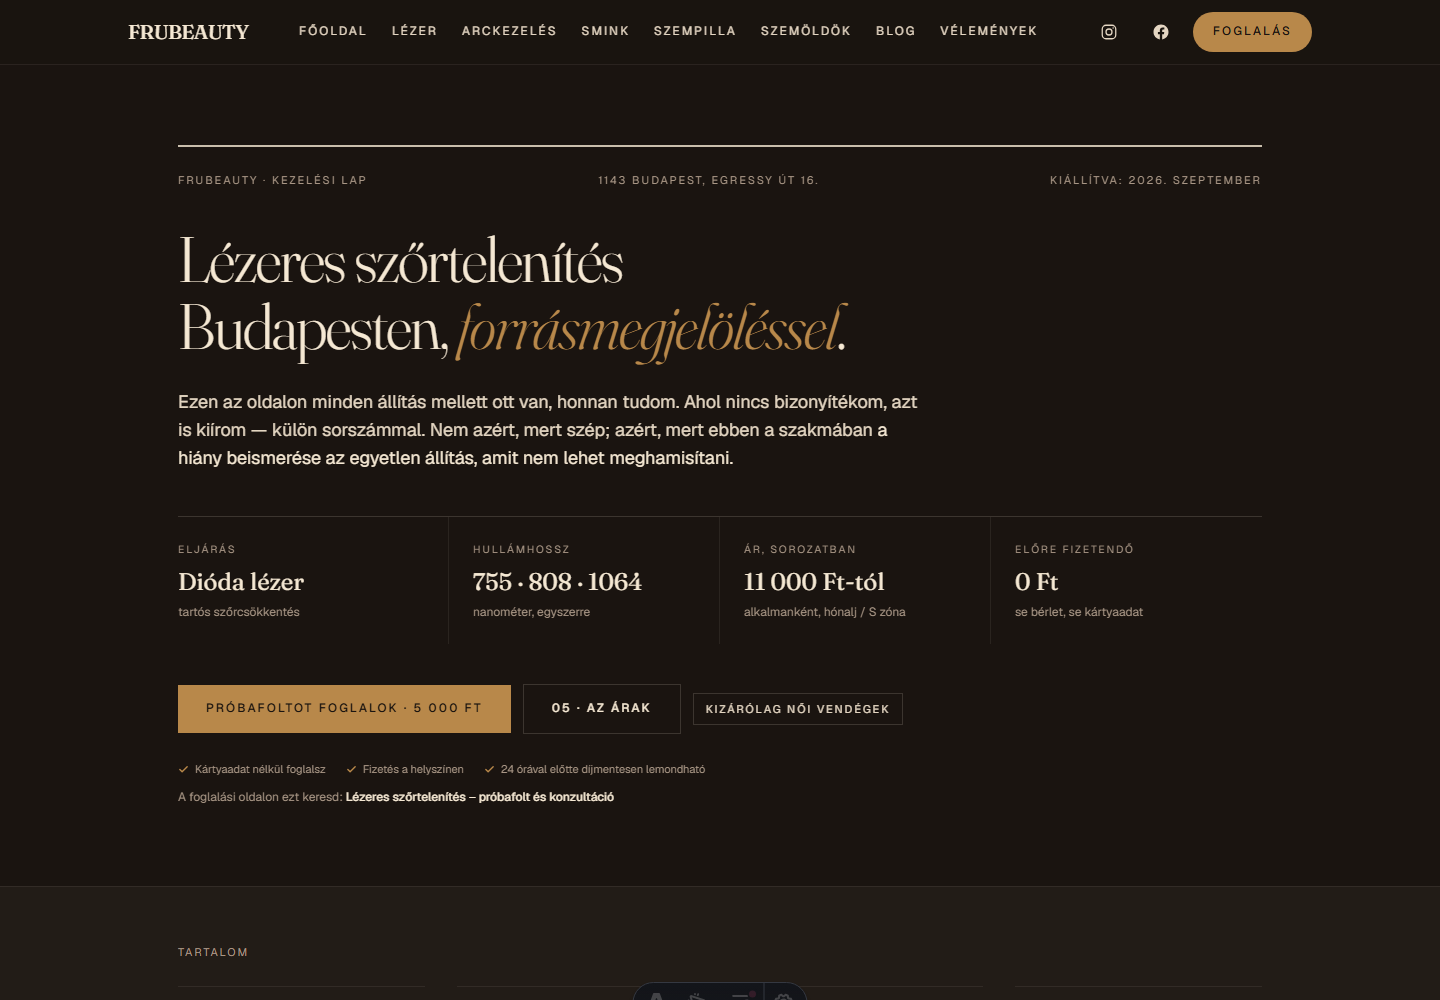 FRUBEAUTY
FŐOLDAL LÉZER ARCKEZELÉS SMINK SZEMPILLA SZEMÖLDÖK BLOG VÉLEMÉNYEK
FOGLALÁS
FRUBEAUTY · KEZELÉSI LAP
1143 BUDAPEST, EGRESSY ÚT 16.
KIÁLLÍTVA: 2026. SZEPTEMBER
Lézeres szőrtelenítés
Budapesten, forrásmegjelöléssel.
Ezen az oldalon minden állítás mellett ott van, honnan tudom. Ahol nincs bizonyítékom, azt
is kiírom — külön sorszámmal. Nem azért, mert szép; azért, mert ebben a szakmában a
hiány beismerése az egyetlen állítás, amit nem lehet meghamisítani.
ELJÁRÁS
Dióda lézer
tartós szőrcsökkentés
HULLÁMHOSSZ
755 · 808 · 1064
nanométer, egyszerre
ÁR, SOROZATBAN
11 000 Ft-tól
alkalmanként, hónalj / S zóna
ELŐRE FIZETENDŐ
0 Ft
se bérlet, se kártyaadat
PRÓBAFOLTOT FOGLALOK · 5 000 FT
05 · AZ ÁRAK
KIZÁRÓLAG NŐI VENDÉGEK
Kártyaadat nélkül foglalsz
Fizetés a helyszínen
24 órával előtte díjmentesen lemondható
A foglalási oldalon ezt keresd: Lézeres szőrtelenítés – próbafolt és konzultáció
TARTALOM